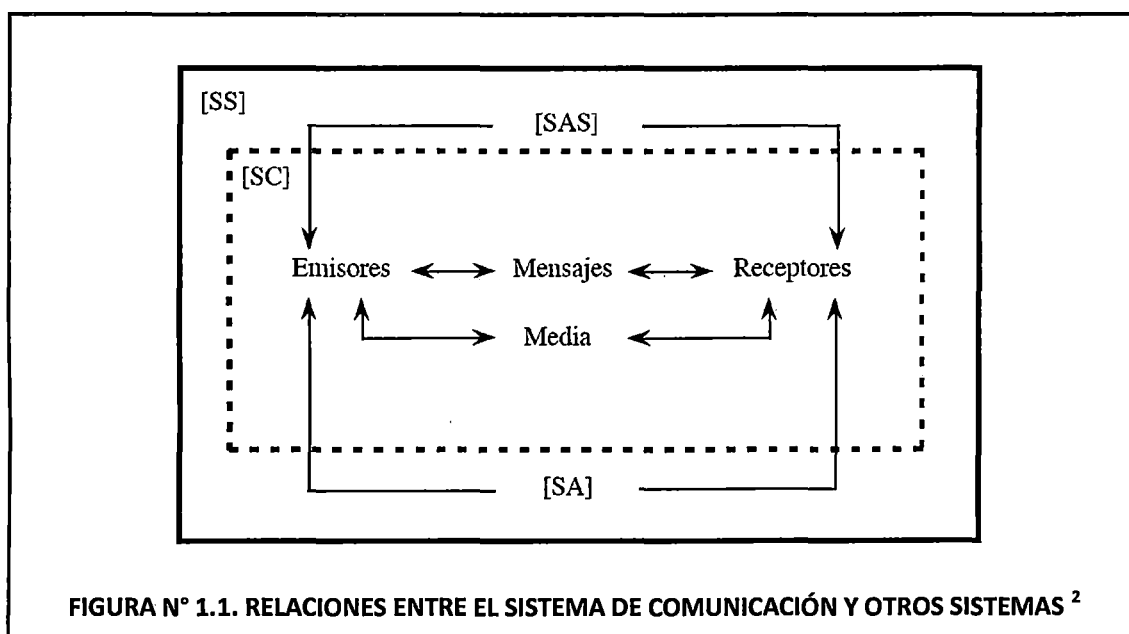 [SS]
[SAS]
[SC]
Emisores Mensajes Receptores
Media
[SA]
FIGURA N° 1.1. RELACIONES ENTRE EL SISTEMA DE COMUNICACIÓN Y OTROS SISTEMAS ²